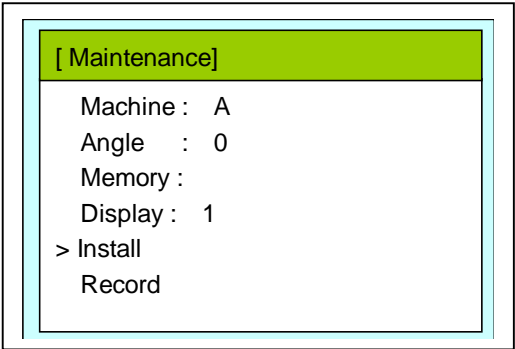 [ Maintenance]
Machine : A
Angle : 0
Memory :
Display : 1
> Install
Record